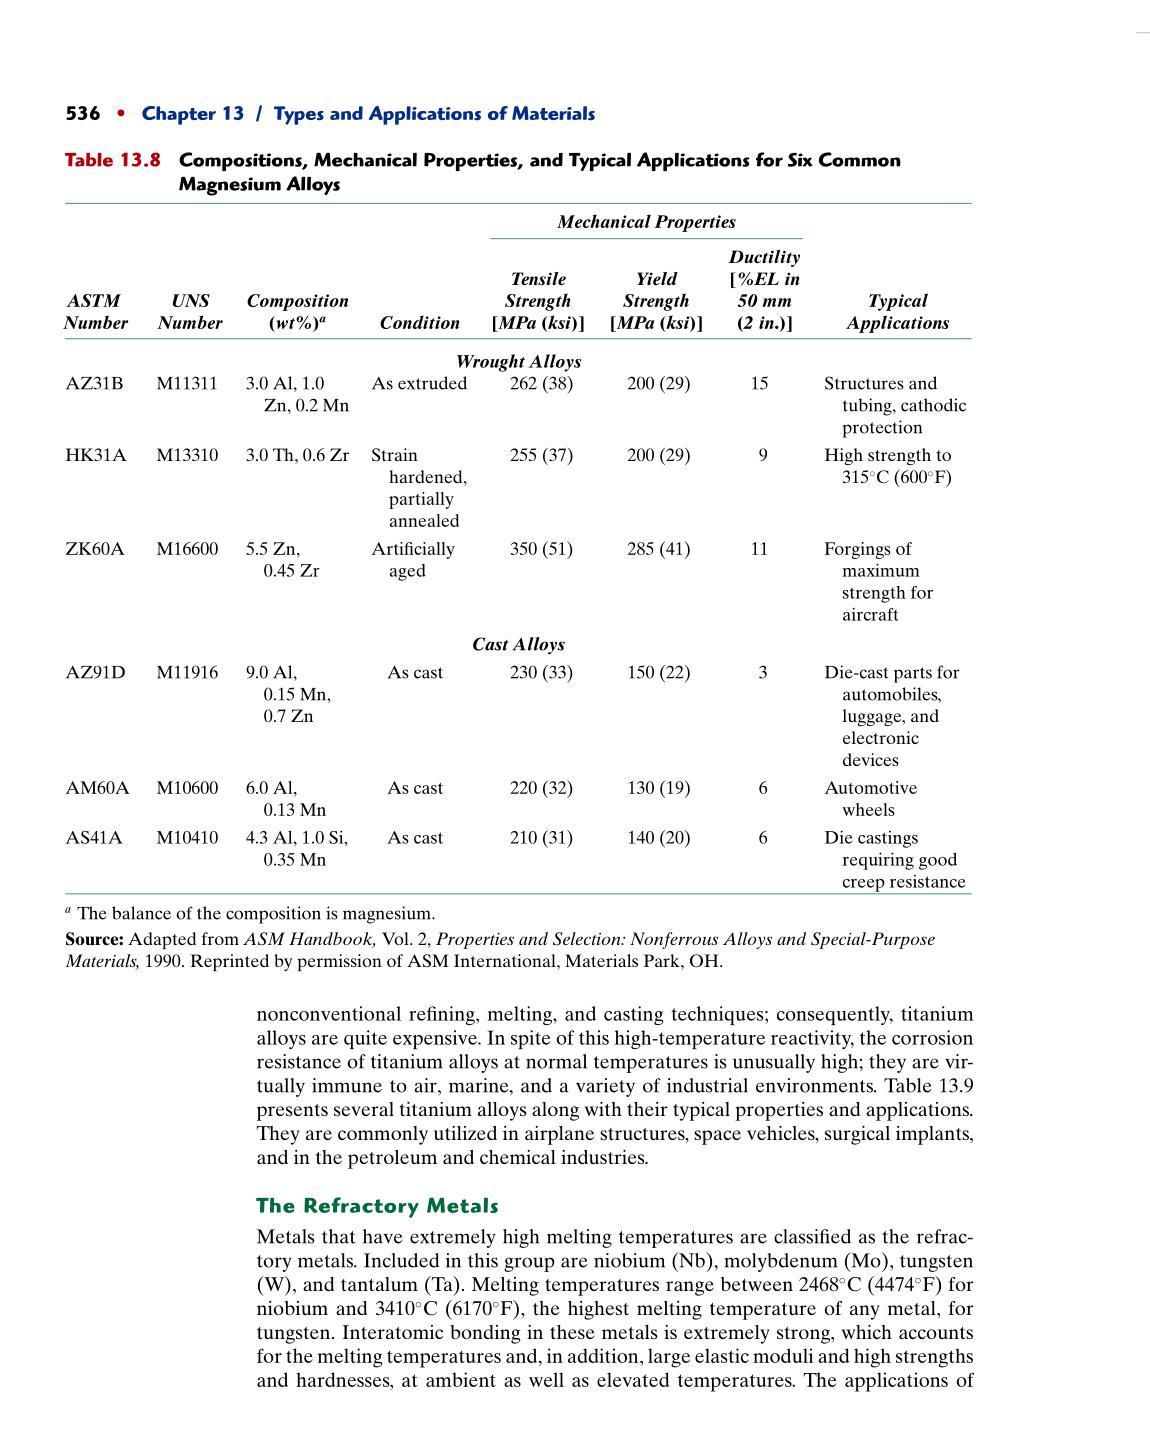 536 • Chapter 13 / Types and Applications of Materials
Table 13.8 Compositions, Mechanical Properties, and Typical Applications for Six Common
Magnesium Alloys
Mechanical Properties
Ductility
Tensile Yield [%EL in
ASTM UNS Composition Strength Strength 50 mm Typical
Number Number (wt%)a Condition [MPa (ksi)] [MPa (ksi)] (2 in.)] Applications
Wrought Alloys
AZ31B M11311 3.0 Al, 1.0 As extruded 262 (38) 200 (29) 15 Structures and
Zn, 0.2 Mn tubing, cathodic
protection
HK31A M13310 3.0 Th, 0.6 Zr Strain 255 (37) 200 (29) 9 High strength to
hardened, 315°C (600°F)
partially
annealed
ZK60A M16600 5.5 Zn, Artificially 350 (51) 285 (41) 11 Forgings of
0.45 Zr aged maximum
strength for
aircraft
Cast Alloys
AZ91D M11916 9.0 Al, As cast 230 (33) 150 (22) 3 Die-cast parts for
0.15 Mn, automobiles,
0.7 Zn luggage, and
electronic
devices
AM60A M10600 6.0 Al, As cast 220 (32) 130 (19) 6 Automotive
0.13 Mn wheels
AS41A M10410 4.3 Al, 1.0 Si, As cast 210 (31) 140 (20) 6 Die castings
0.35 Mn requiring good
creep resistance
a The balance of the composition is magnesium.
Source: Adapted from ASM Handbook, Vol. 2, Properties and Selection: Nonferrous Alloys and Special-Purpose
Materials, 1990. Reprinted by permission of ASM International, Materials Park, OH.
nonconventional refining, melting, and casting techniques; consequently, titanium
alloys are quite expensive. In spite of this high-temperature reactivity, the corrosion
resistance of titanium alloys at normal temperatures is unusually high; they are vir-
tually immune to air, marine, and a variety of industrial environments. Table 13.9
presents several titanium alloys along with their typical properties and applications.
They are commonly utilized in airplane structures, space vehicles, surgical implants,
and in the petroleum and chemical industries.
The Refractory Metals
Metals that have extremely high melting temperatures are classified as the refrac-
tory metals. Included in this group are niobium (Nb), molybdenum (Mo), tungsten
(W), and tantalum (Ta). Melting temperatures range between 2468°C (4474°F) for
niobium and 3410°C (6170°F), the highest melting temperature of any metal, for
tungsten. Interatomic bonding in these metals is extremely strong, which accounts
for the melting temperatures and, in addition, large elastic moduli and high strengths
and hardnesses, at ambient as well as elevated temperatures. The applications of